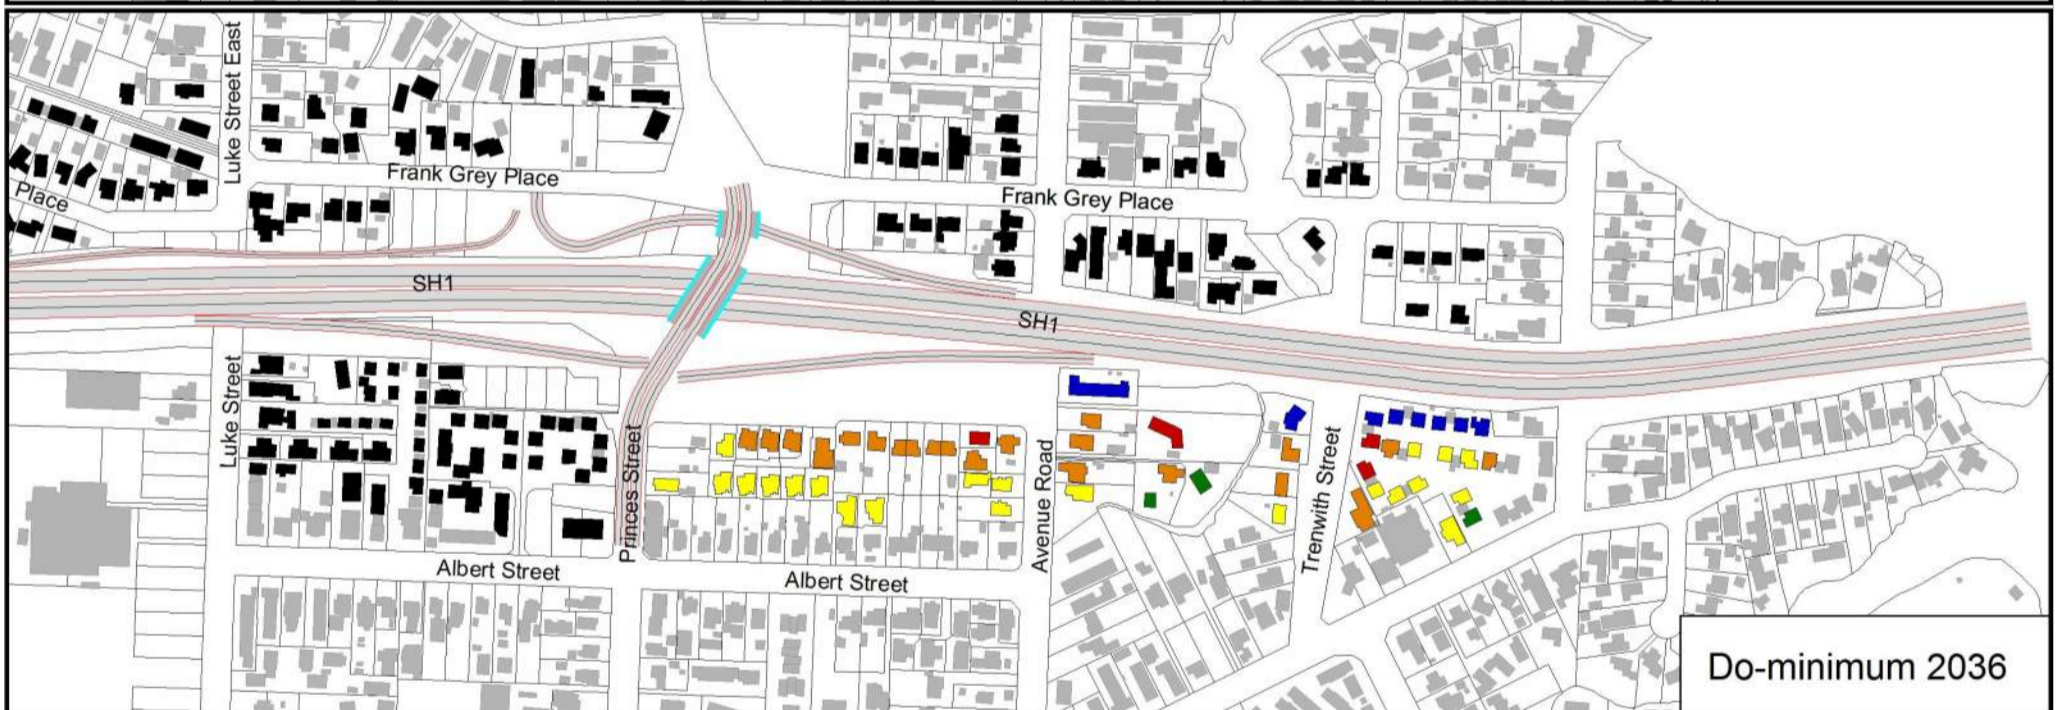 Luke Street East
Frank Grey Place
Place
Frank Grey Place
SH1
SH1
Luke Street
Princes Street
Avenue Road
Trenwith Street
Albert Street
Albert Street
Do-minimum 2036